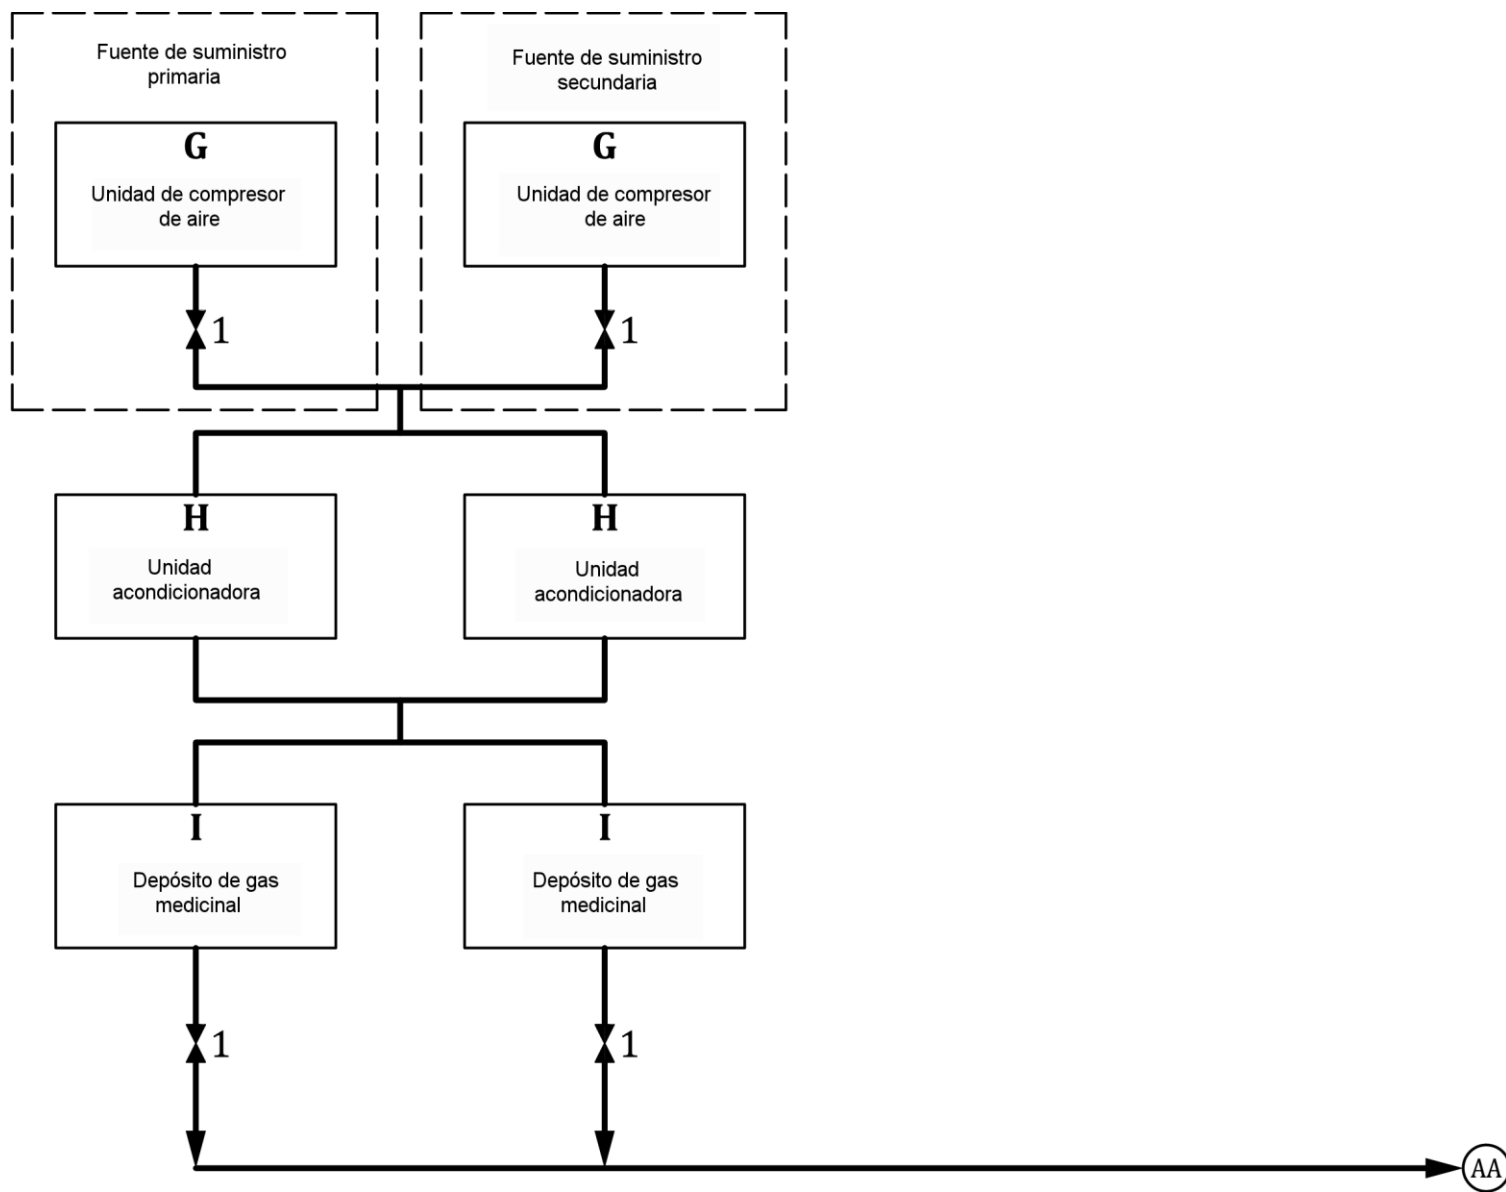 Fuente de suministro
primaria
Fuente de suministro
secundaria
G
Unidad de compresor
de aire
G
Unidad de compresor
de aire
1
1
H
Unidad
acondicionadora
H
Unidad
acondicionadora
I
Depósito de gas
medicinal
I
Depósito de gas
medicinal
1
1
AA